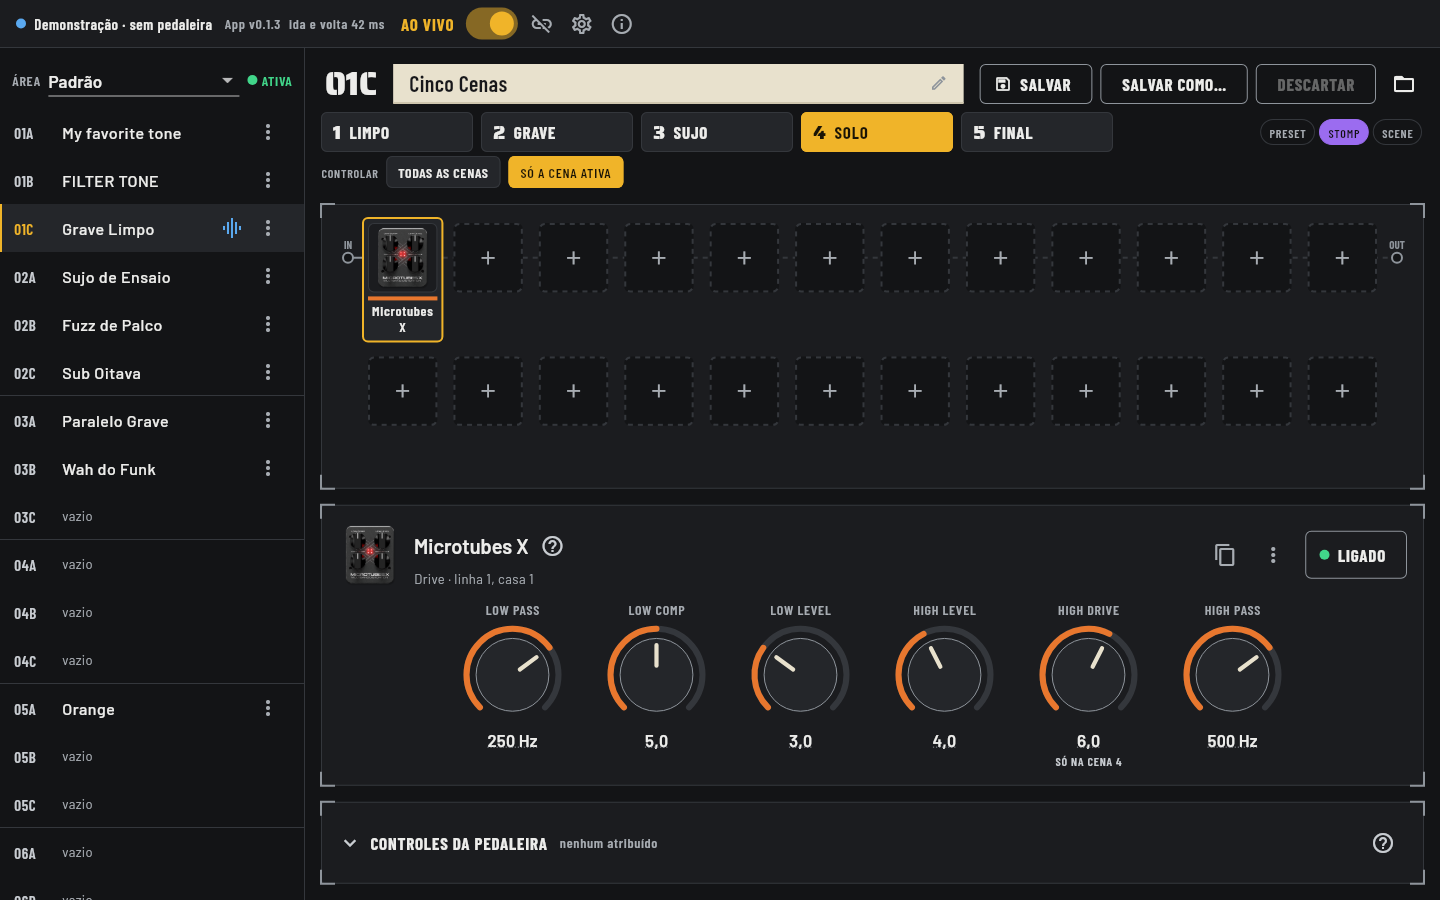 Demonstração · sem pedaleira App v0.1.3 Ida e volta 42 ms AO VIVO
ÁREA Padrão ATIVA
01A My favorite tone
01B FILTER TONE
01C Grave Limpo
02A Sujo de Ensaio
02B Fuzz de Palco
02C Sub Oitava
03A Paralelo Grave
03B Wah do Funk
03C vazio
04A vazio
04B vazio
04C vazio
05A Orange
05B vazio
05C vazio
06A vazio
06B vazio
01C Cinco Cenas SALVAR SALVAR COMO... DESCARTAR
1 LIMPO 2 GRAVE 3 SUJO 4 SOLO 5 FINAL PRESET STOMP SCENE
CONTROLAR TODAS AS CENAS SÓ A CENA ATIVA
IN OUT
MICROTUBES X
Microtubes
X
MICROTUBES X
Microtubes X
Drive · linha 1, casa 1
LIGADO
LOW PASS LOW COMP LOW LEVEL HIGH LEVEL HIGH DRIVE HIGH PASS
250 Hz 5,0 3,0 4,0 6,0 500 Hz
SÓ NA CENA 4
CONTROLES DA PEDALEIRA nenhum atribuído